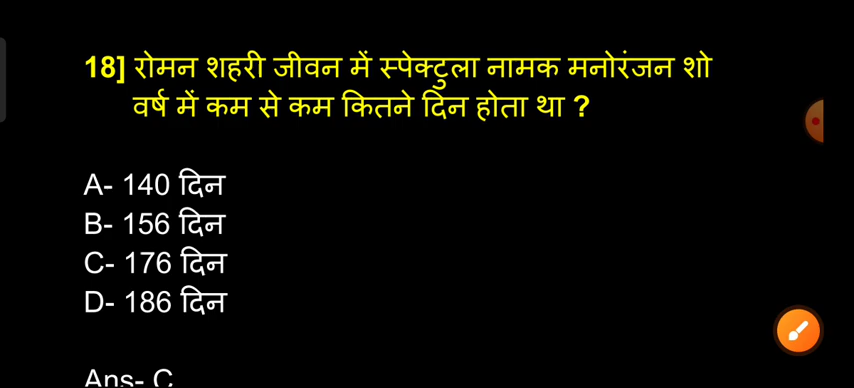 18] रोमन शहरी जीवन में स्पेक्टुला नामक मनोरंजन शो
वर्ष में कम से कम कितने दिन होता था ?
A- 140 दिन
B- 156 दिन
C- 176 दिन
D- 186 दिन
Ans- C